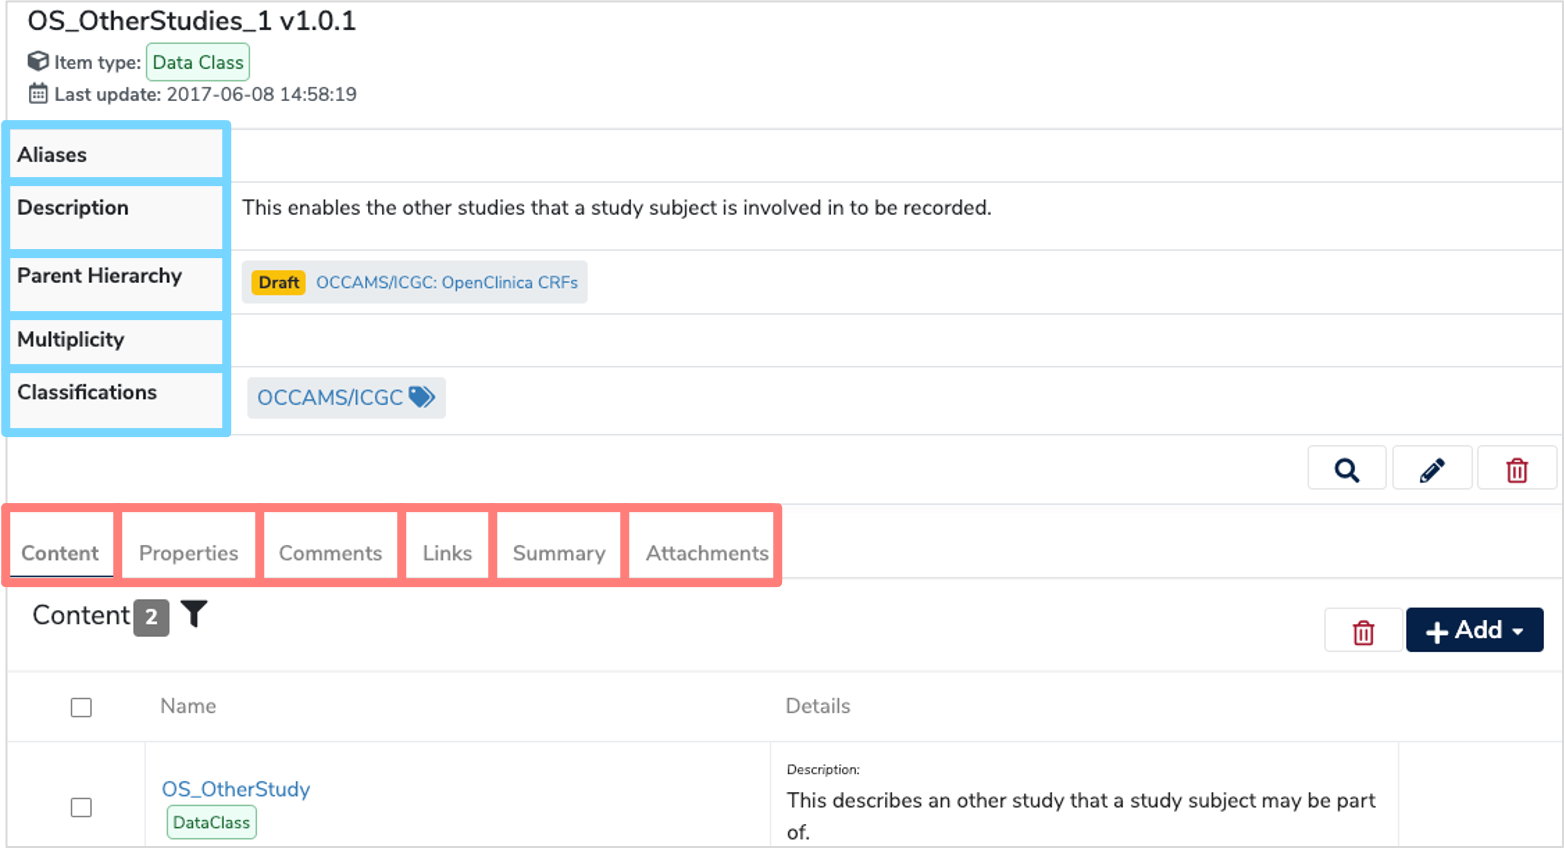 OS_OtherStudies_1 v1.0.1
Item type: Data Class
Last update: 2017-06-08 14:58:19
Aliases
Description This enables the other studies that a study subject is involved in to be recorded.
Parent Hierarchy Draft OCCAMS/ICGC: OpenClinica CRFs
Multiplicity
Classifications OCCAMS/ICGC
Content Properties Comments Links Summary Attachments
Content 2
+ Add
Name Details
OS_OtherStudy
DataClass
Description:
This describes an other study that a study subject may be part
of.